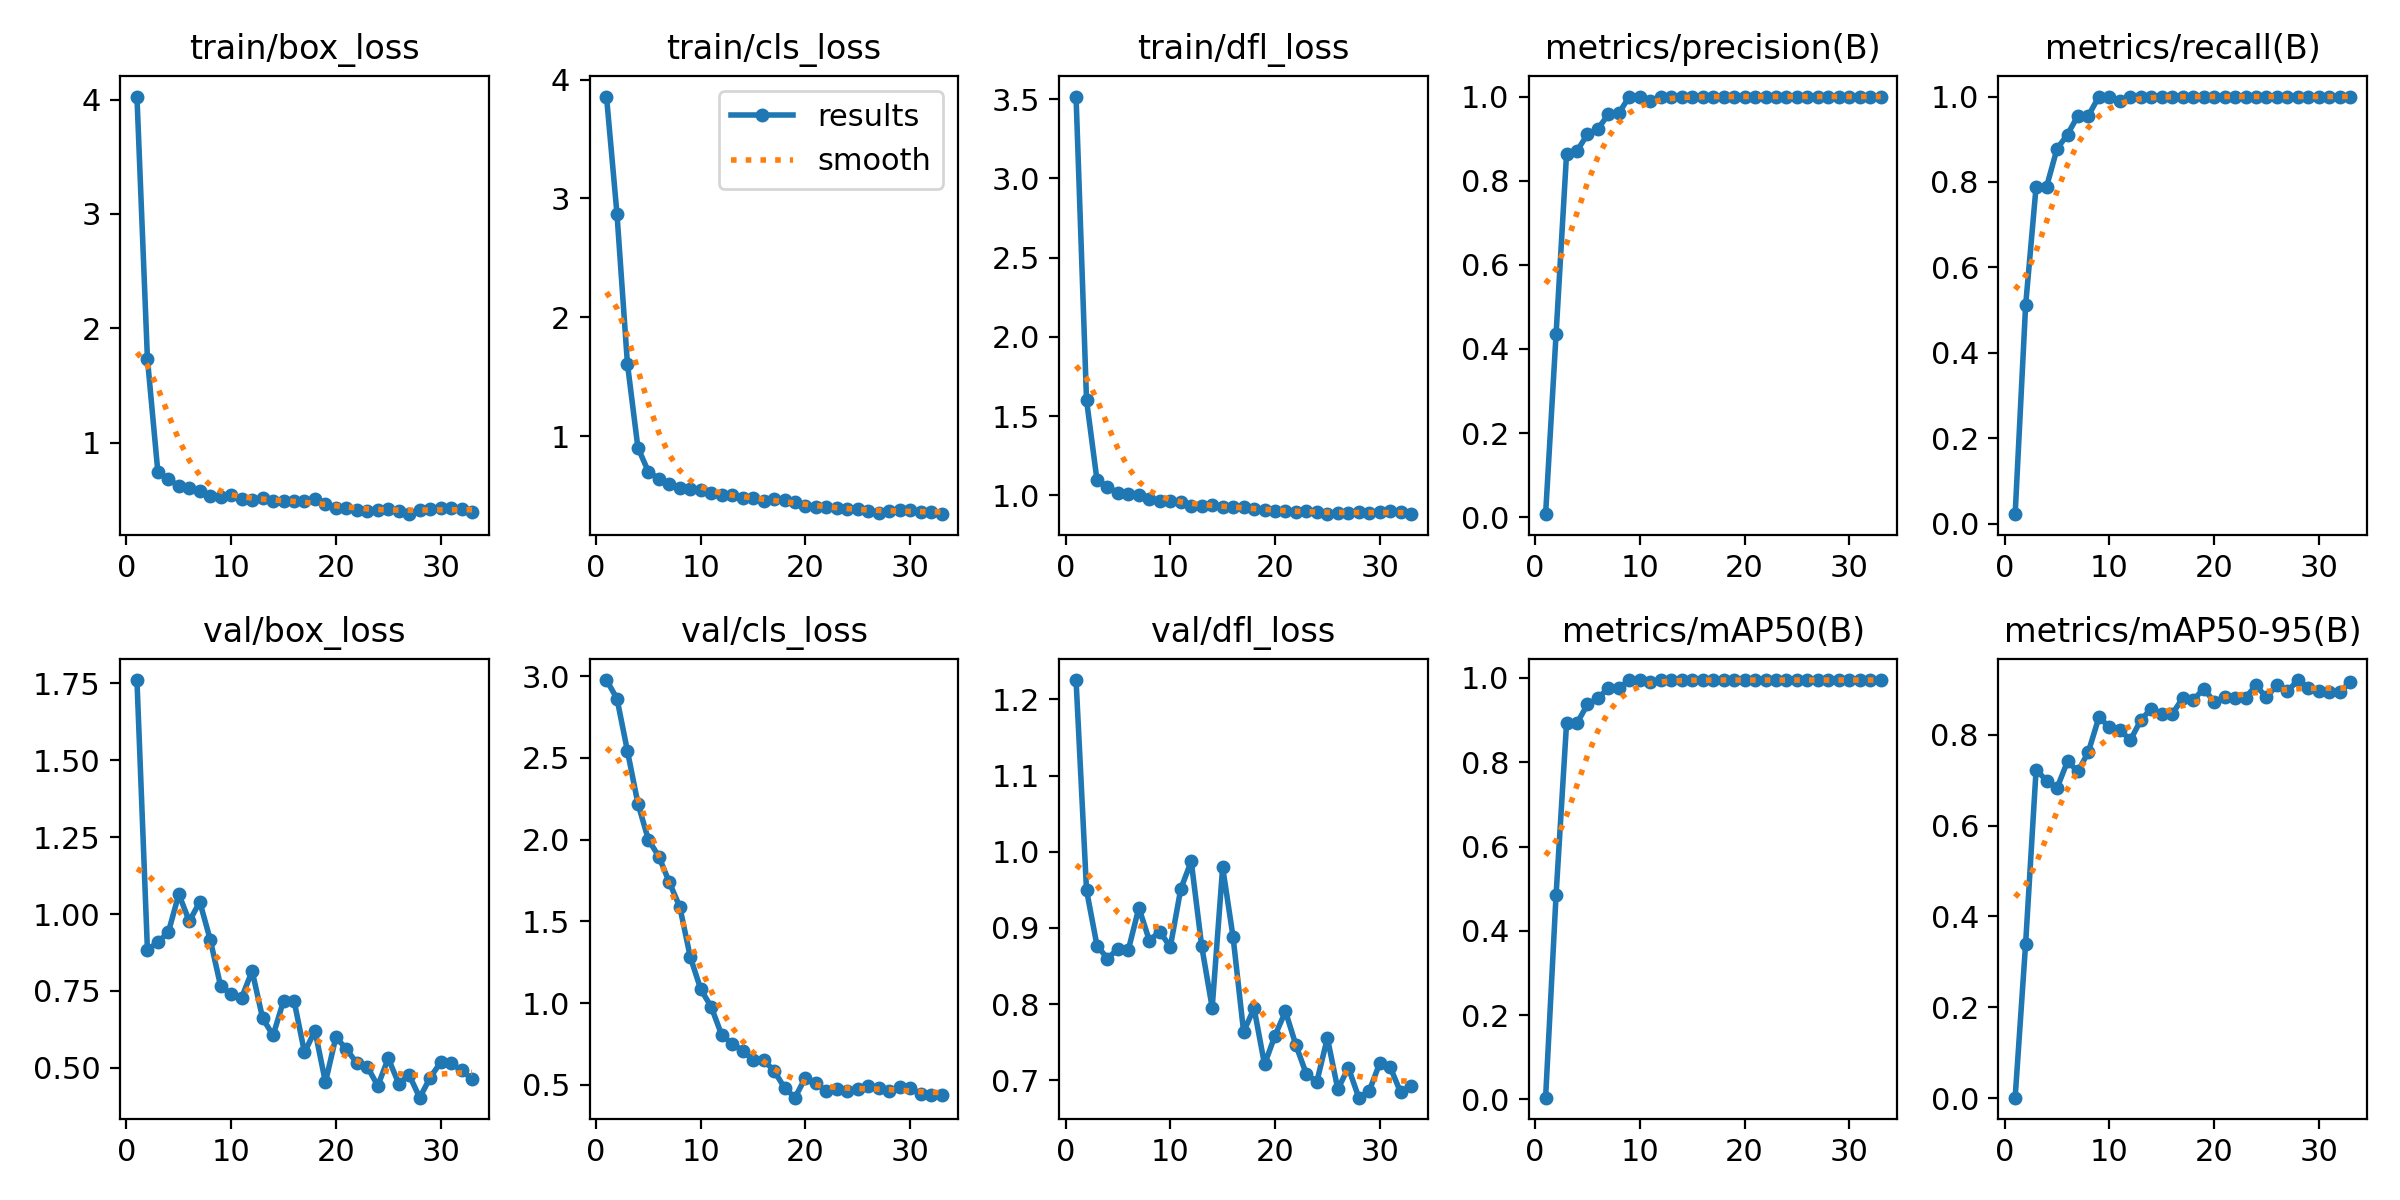 train/box_loss
4
3
2
1
0 10 20 30
train/cls_loss
results
smooth
4
3
2
1
0 10 20 30
train/dfl_loss
3.5
3.0
2.5
2.0
1.5
1.0
0 10 20 30
metrics/precision(B)
1.0
0.8
0.6
0.4
0.2
0.0
0 10 20 30
metrics/recall(B)
1.0
0.8
0.6
0.4
0.2
0.0
0 10 20 30
val/box_loss
1.75
1.50
1.25
1.00
0.75
0.50
0 10 20 30
val/cls_loss
3.0
2.5
2.0
1.5
1.0
0.5
0 10 20 30
val/dfl_loss
1.2
1.1
1.0
0.9
0.8
0.7
0 10 20 30
metrics/mAP50(B)
1.0
0.8
0.6
0.4
0.2
0.0
0 10 20 30
metrics/mAP50-95(B)
0.8
0.6
0.4
0.2
0.0
0 10 20 30